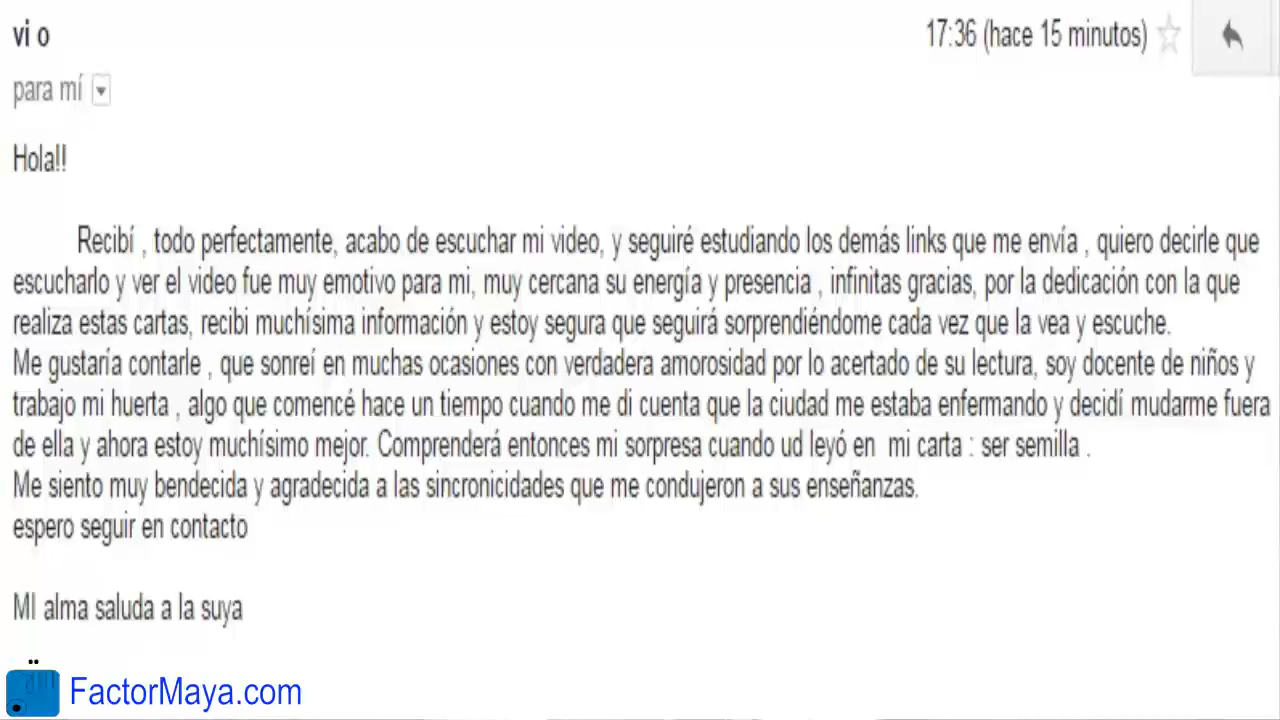 vi o
17:36 (hace 15 minutos)
para mí
Hola!!
Recibí , todo perfectamente, acabo de escuchar mi video, y seguiré estudiando los demás links que me envía , quiero decirle que
escucharlo y ver el video fue muy emotivo para mi, muy cercana su energía y presencia , infinitas gracias, por la dedicación con la que
realiza estas cartas, recibi muchísima información y estoy segura que seguirá sorprendiéndome cada vez que la vea y escuche.
Me gustaría contarle , que sonreí en muchas ocasiones con verdadera amorosidad por lo acertado de su lectura, soy docente de niños y
trabajo mi huerta , algo que comencé hace un tiempo cuando me di cuenta que la ciudad me estaba enfermando y decidí mudarme fuera
de ella y ahora estoy muchísimo mejor. Comprenderá entonces mi sorpresa cuando ud leyó en mi carta : ser semilla .
Me siento muy bendecida y agradecida a las sincronicidades que me condujeron a sus enseñanzas.
espero seguir en contacto
MI alma saluda a la suya
FactorMaya.com